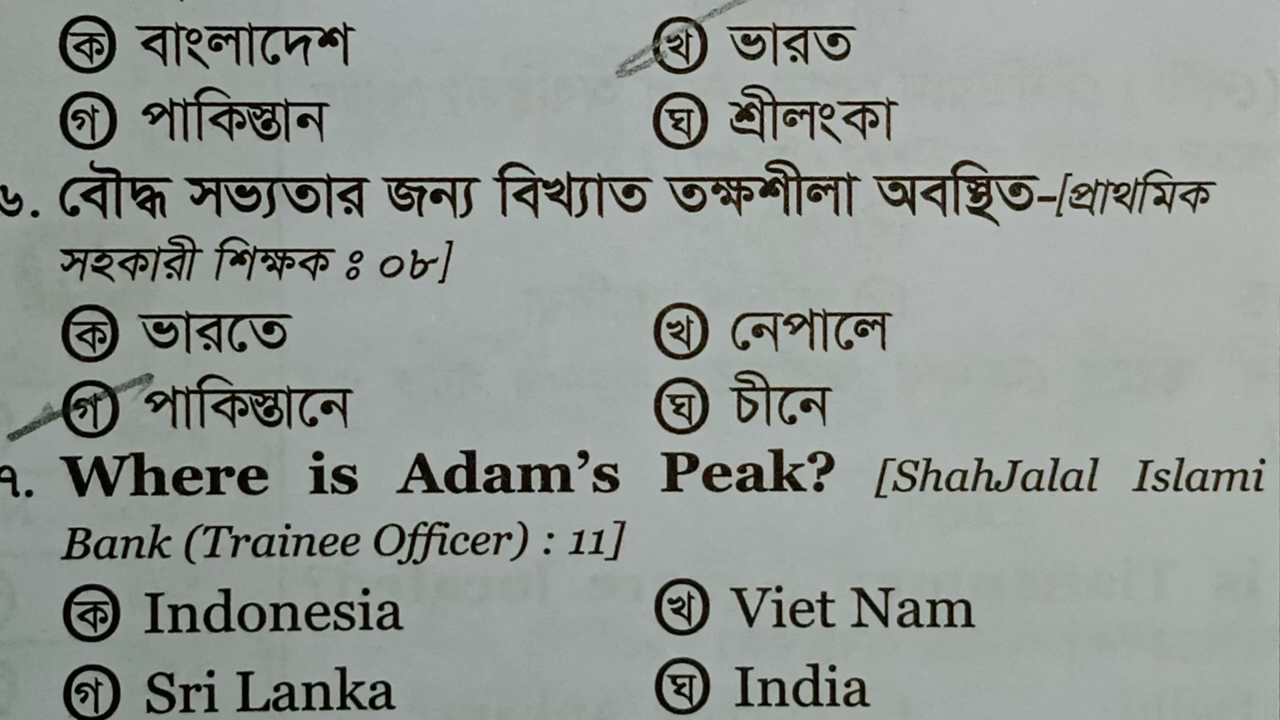 ক বাংলাদেশ খ ভারত
গ পাকিস্তান ঘ শ্রীলংকা
৬. বৌদ্ধ সভ্যতার জন্য বিখ্যাত তক্ষশীলা অবস্থিত-[প্রাথমিক
সহকারী শিক্ষক : ০৮]
ক ভারতে খ নেপালে
গ পাকিস্তানে ঘ চীনে
৭. Where is Adam's Peak? [ShahJalal Islami
Bank (Trainee Officer) : 11]
ক Indonesia খ Viet Nam
গ Sri Lanka ঘ India